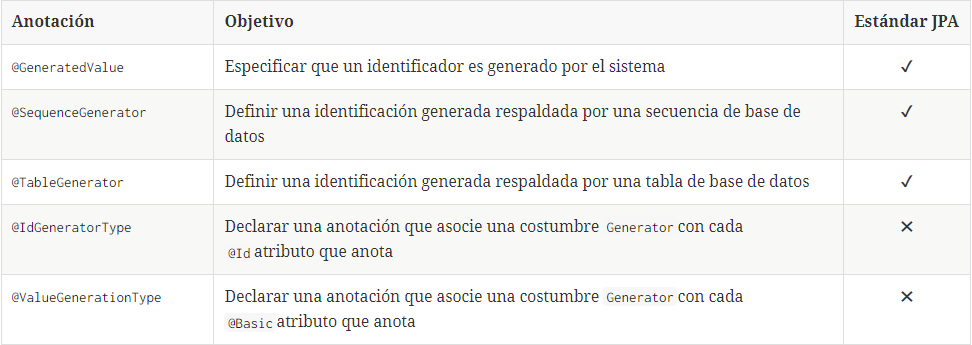 Anotación Objetivo Estándar JPA
@GeneratedValue Especificar que un identificador es generado por el sistema ✓
@SequenceGenerator Definir una identificación generada respaldada por una secuencia de base de ✓
datos
@TableGenerator Definir una identificación generada respaldada por una tabla de base de datos ✓
@IdGeneratorType Declarar una anotación que asocie una costumbre Generator con cada ✕
@Id atributo que anota
@ValueGenerationType Declarar una anotación que asocie una costumbre Generator con cada ✕
@Basic atributo que anota